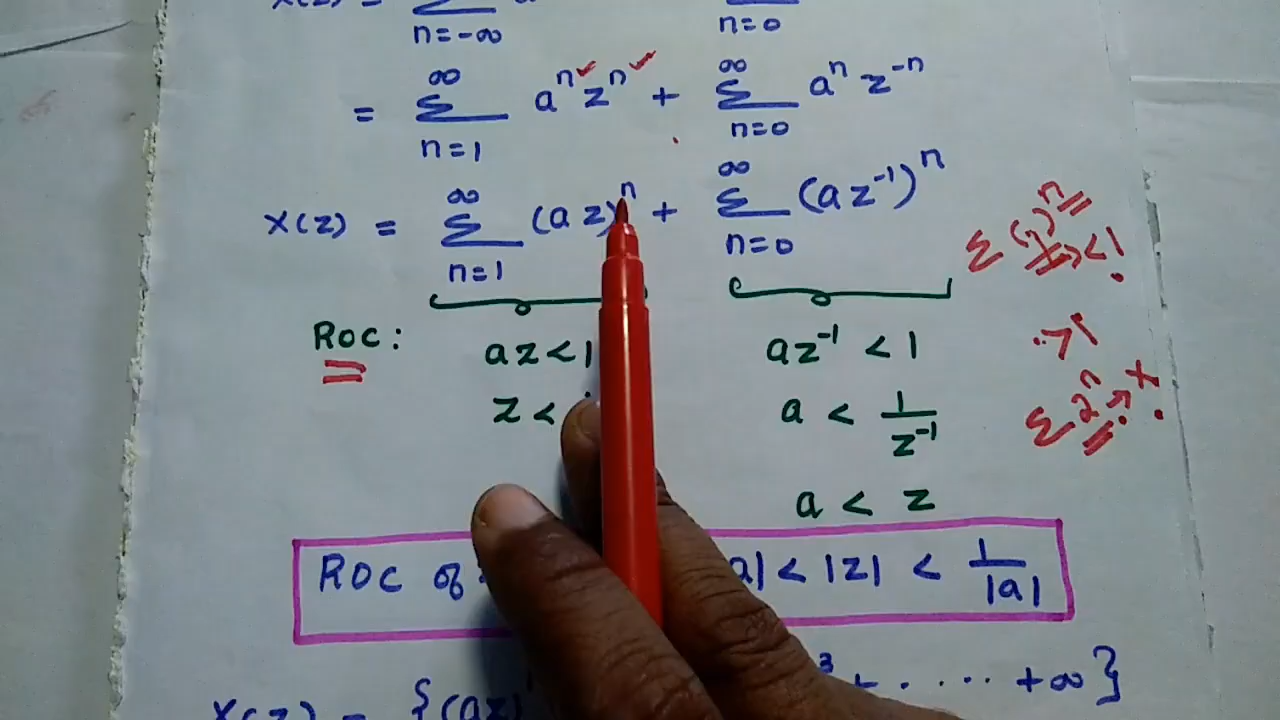 n=-∞ n=0
= ∞ Σ n=1 aⁿ zⁿ + ∞ Σ n=0 aⁿ z⁻ⁿ
X(z) = ∞ Σ n=1 (a z)ⁿ + ∞ Σ n=0 (a z⁻¹)ⁿ
ROC: az < 1 az⁻¹ < 1
z < a < 1/z⁻¹
a < z
ROC of |a| < |z| < 1/|a|
X(z) = {(az) ³ + . . . . . + ∞}